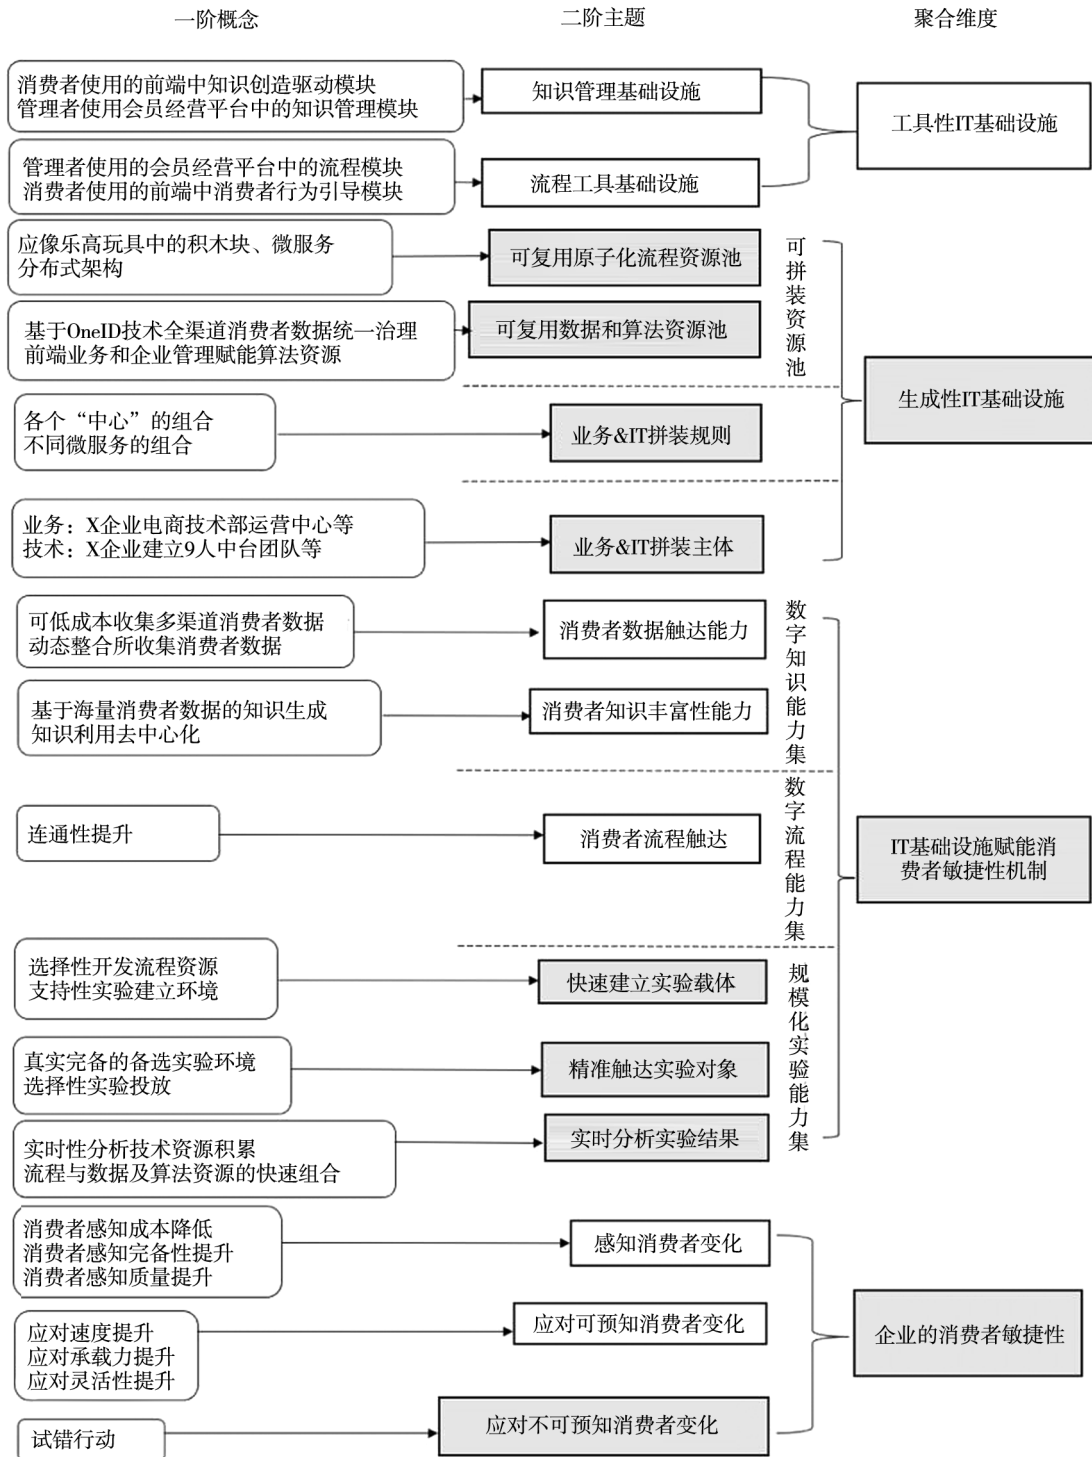 一阶概念
二阶主题
聚合维度
消费者使用的前端中知识创造驱动模块
管理者使用会员经营平台中的知识管理模块
知识管理基础设施
工具性IT基础设施
管理者使用的会员经营平台中的流程模块
消费者使用的前端中消费者行为引导模块
流程工具基础设施
应像乐高玩具中的积木块、微服务
分布式架构
可复用原子化流程资源池
可拼装资源池
基于OneID技术全渠道消费者数据统一治理
前端业务和企业管理赋能算法资源
可复用数据和算法资源池
生成性IT基础设施
各个“中心”的组合
不同微服务的组合
业务&IT拼装规则
业务：X企业电商技术部运营中心等
技术：X企业建立9人中台团队等
业务&IT拼装主体
可低成本收集多渠道消费者数据
动态整合所收集消费者数据
消费者数据触达能力
数字知识能力集
基于海量消费者数据的知识生成
知识利用去中心化
消费者知识丰富性能力
连通性提升
消费者流程触达
数字流程能力集
IT基础设施赋能消
费者敏捷性机制
选择性开发流程资源
支持性实验建立环境
快速建立实验载体
规模化实验能力集
真实完备的备选实验环境
选择性实验投放
精准触达实验对象
实时性分析技术资源积累
流程与数据及算法资源的快速组合
实时分析实验结果
消费者感知成本降低
消费者感知完备性提升
消费者感知质量提升
感知消费者变化
应对速度提升
应对承载力提升
应对灵活性提升
应对可预知消费者变化
企业的消费者敏捷性
试错行动
应对不可预知消费者变化